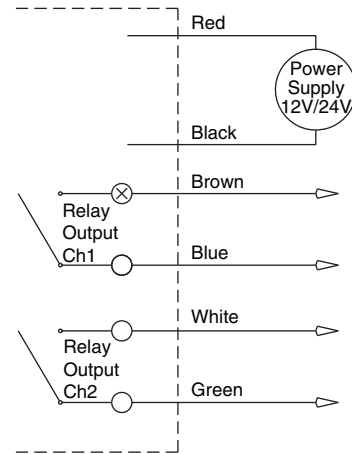 Red
Power
Supply
12V/24V
Black
Brown
Relay
Output
Ch1
Blue
White
Relay
Output
Ch2
Green